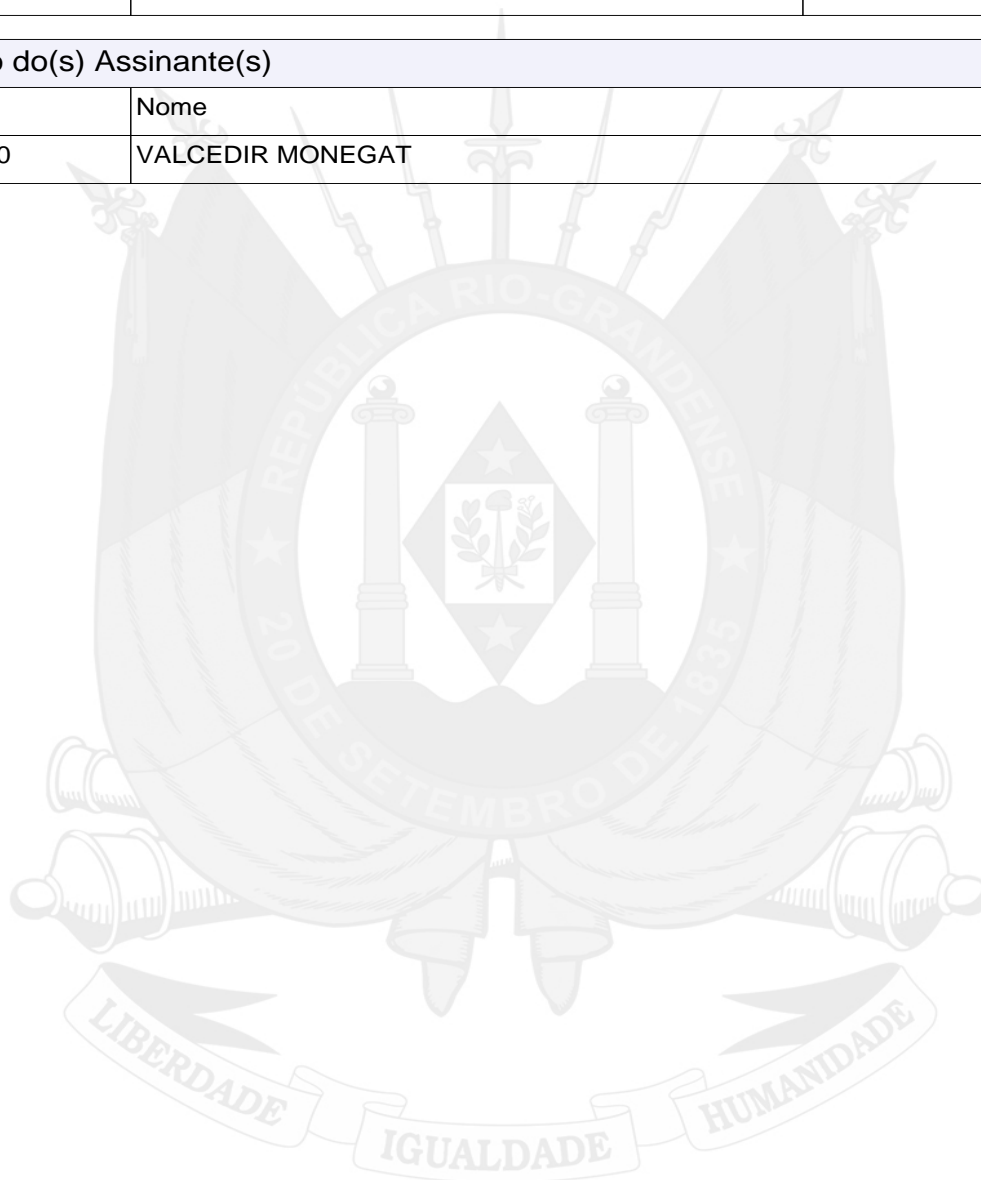 o do(s) Assinante(s)
Nome
0 VALCEDIR MONEGAT
REPÚBLICA RIO-GRANDENSE
★ 20 DE SETEMBRO DE 1835 ★
LIBERDADE IGUALDADE HUMANIDADE